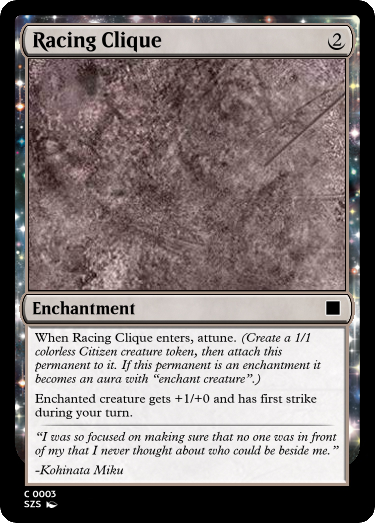 Racing Clique 2
Enchantment
When Racing Clique enters, attune. (Create a 1/1
colorless Citizen creature token, then attach this
permanent to it. If this permanent is an enchantment it
becomes an aura with “enchant creature”.)
Enchanted creature gets +1/+0 and has first strike
during your turn.
“I was so focused on making sure that no one was in front
of my that I never thought about who could be beside me.”
-Kohinata Miku
C 0003
SZS